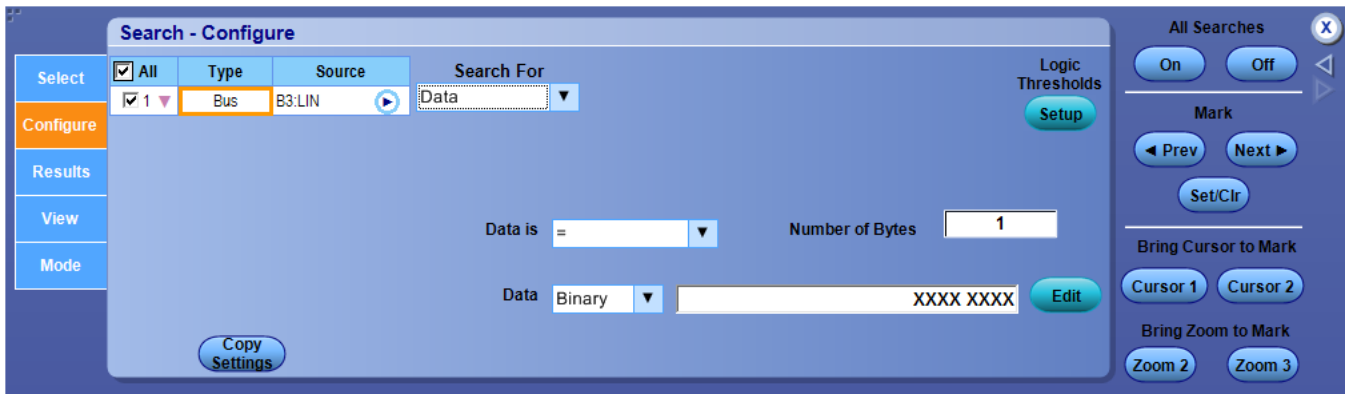 Search - Configure
Select
Configure
Results
View
Mode
All Type Source
1 Bus B3:LIN
Search For
Data
Logic
Thresholds
Setup
Data is = Number of Bytes 1
Data Binary XXXX XXXX Edit
Copy
Settings
All Searches
X
On Off
Mark
◄ Prev Next ►
Set/Clr
Bring Cursor to Mark
Cursor 1 Cursor 2
Bring Zoom to Mark
Zoom 2 Zoom 3